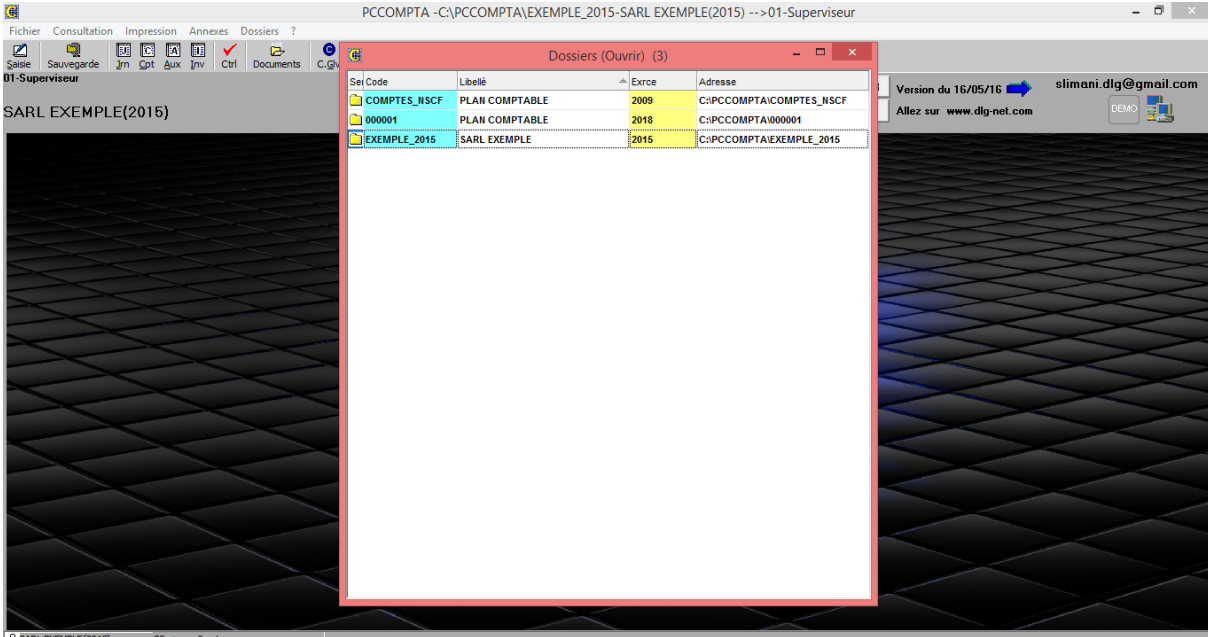 PCCOMPTA -C:\PCCOMPTA\EXEMPLE_2015-SARL EXEMPLE(2015) -->01-Superviseur
Fichier Consultation Impression Annexes Dossiers ?
Saisie Sauvegarde Jrn Cpt Aux Inv Ctrl Documents
01-Superviseur
SARL EXEMPLE(2015)
Version du 16/05/16
Allez sur www.dlg-net.com
slimani.dlg@gmail.com
DEMO
Dossiers (Ouvrir) (3)
Code Libellé Exrce Adresse
COMPTES_NSCF PLAN COMPTABLE 2009 C:\PCCOMPTA\COMPTES_NSCF
000001 PLAN COMPTABLE 2018 C:\PCCOMPTA\000001
EXEMPLE_2015 SARL EXEMPLE 2015 C:\PCCOMPTA\EXEMPLE_2015